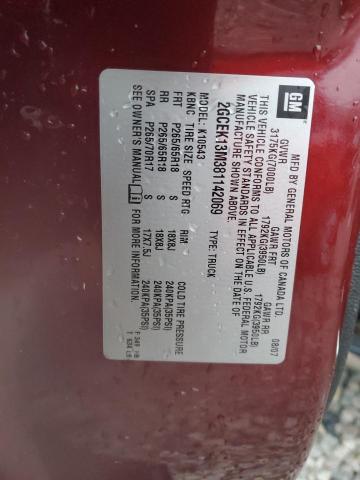 GM
MFD BY GENERAL MOTORS OF CANADA LTD.
08/07
GVWR GAWR FRT GAWR RR
3175KG(7000LB) 1792KG(3950LB) 1792KG(3950LB)
THIS VEHICLE CONFORMS TO ALL APPLICABLE U.S. FEDERAL MOTOR
VEHICLE SAFETY STANDARDS IN EFFECT ON THE DATE OF
MANUFACTURE SHOWN ABOVE.
2GCEK13M381142069 TYPE: TRUCK
K10543
KBNC TIRE SIZE SPEED RTG RIM COLD TIRE PRESSURE
FRT P265/65R18 S 18X8J 240KPA(35PSI)
RR P265/65R18 S 18X8J 240KPA(35PSI)
SPA P265/70R17 S 17X7.5J 240KPA(35PSI)
SEE OWNER'S MANUAL FOR MORE INFORMATION.